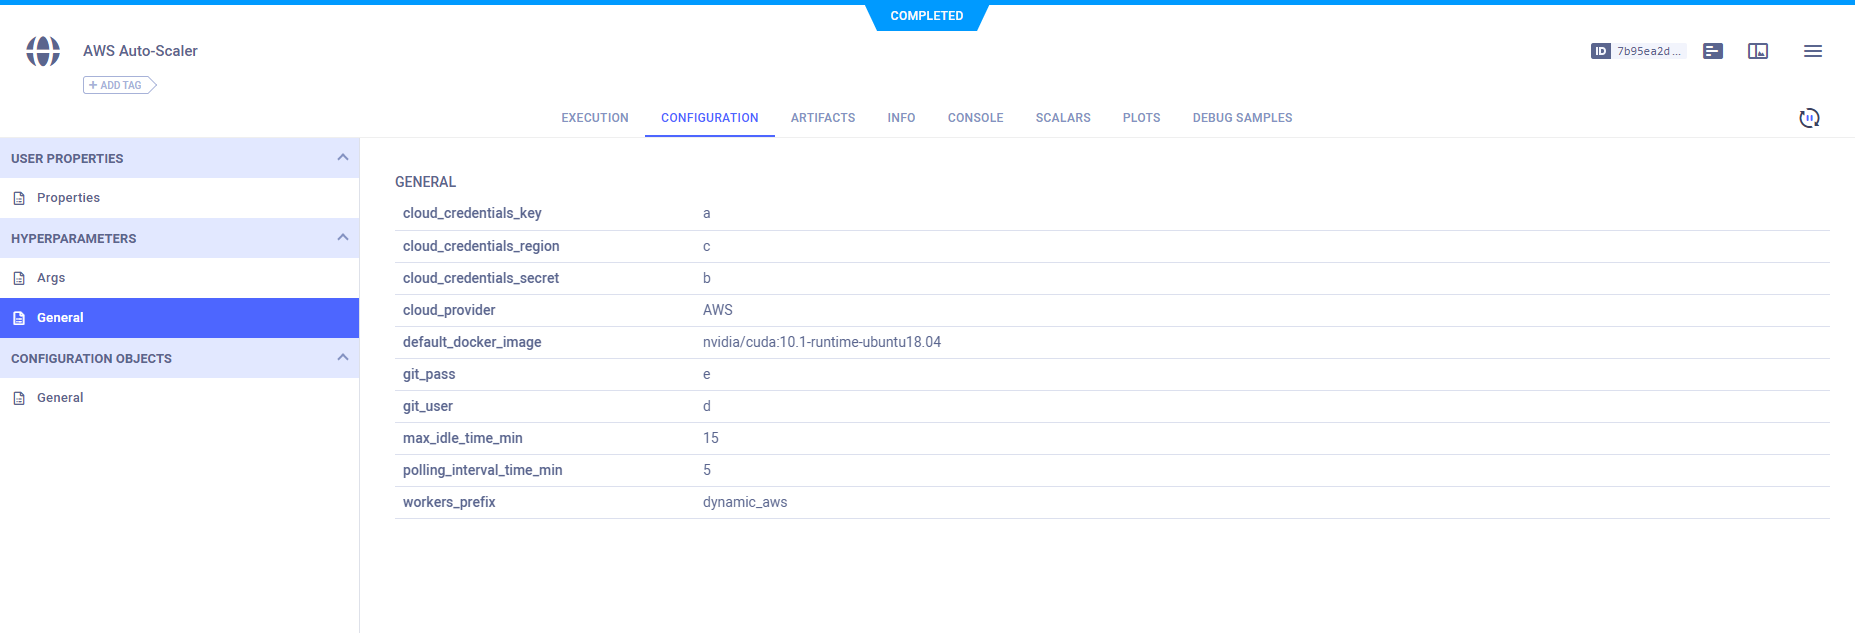 COMPLETED
AWS Auto-Scaler
ID 7b95ea2d...
+ ADD TAG
EXECUTION CONFIGURATION ARTIFACTS INFO CONSOLE SCALARS PLOTS DEBUG SAMPLES
USER PROPERTIES
Properties
HYPERPARAMETERS
Args
General
CONFIGURATION OBJECTS
General
GENERAL
cloud_credentials_key a
cloud_credentials_region c
cloud_credentials_secret b
cloud_provider AWS
default_docker_image nvidia/cuda:10.1-runtime-ubuntu18.04
git_pass e
git_user d
max_idle_time_min 15
polling_interval_time_min 5
workers_prefix dynamic_aws